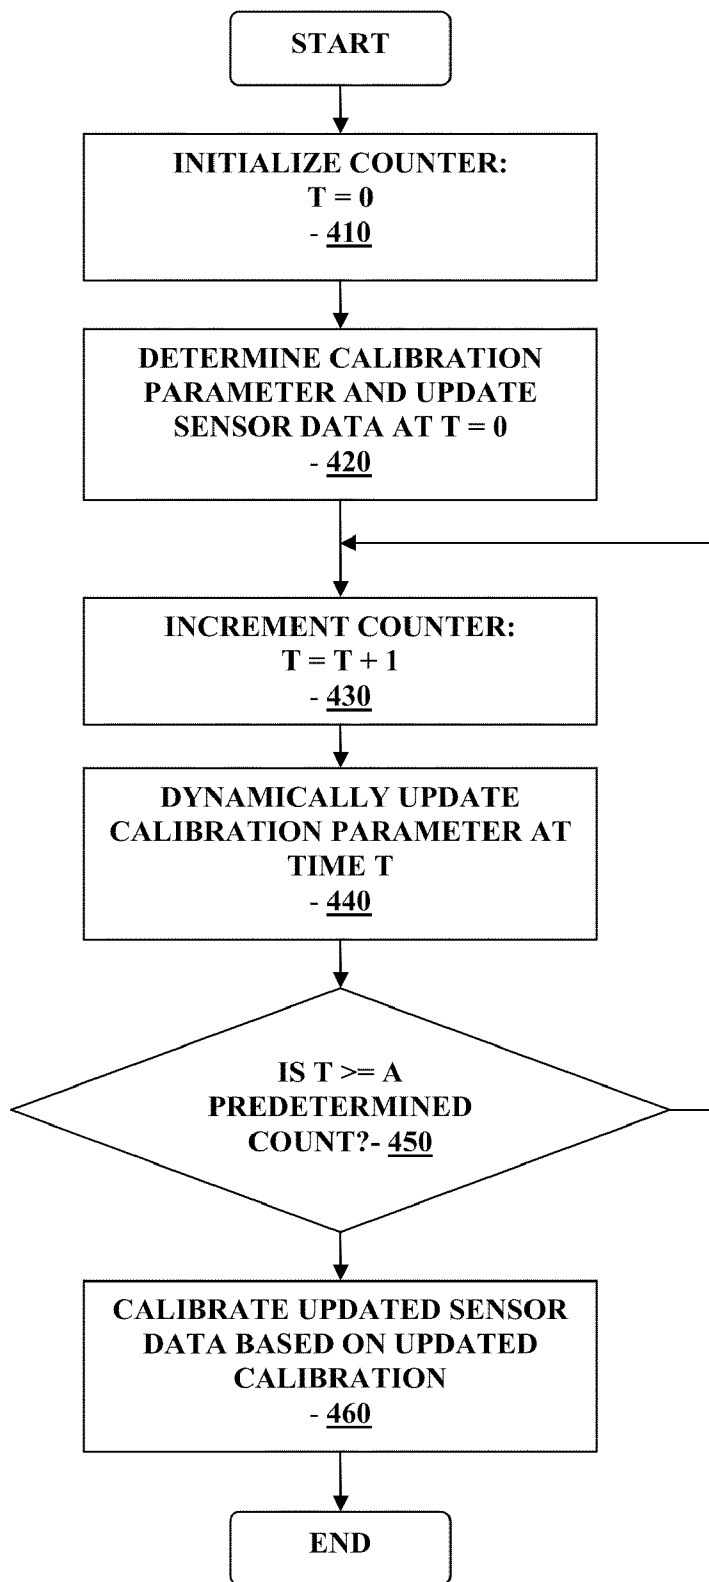 START
INITIALIZE COUNTER:
T = 0
- 410
DETERMINE CALIBRATION
PARAMETER AND UPDATE
SENSOR DATA AT T = 0
- 420
INCREMENT COUNTER:
T = T + 1
- 430
DYNAMICALLY UPDATE
CALIBRATION PARAMETER AT
TIME T
- 440
IS T >= A
PREDETERMINED
COUNT?- 450
CALIBRATE UPDATED SENSOR
DATA BASED ON UPDATED
CALIBRATION
- 460
END